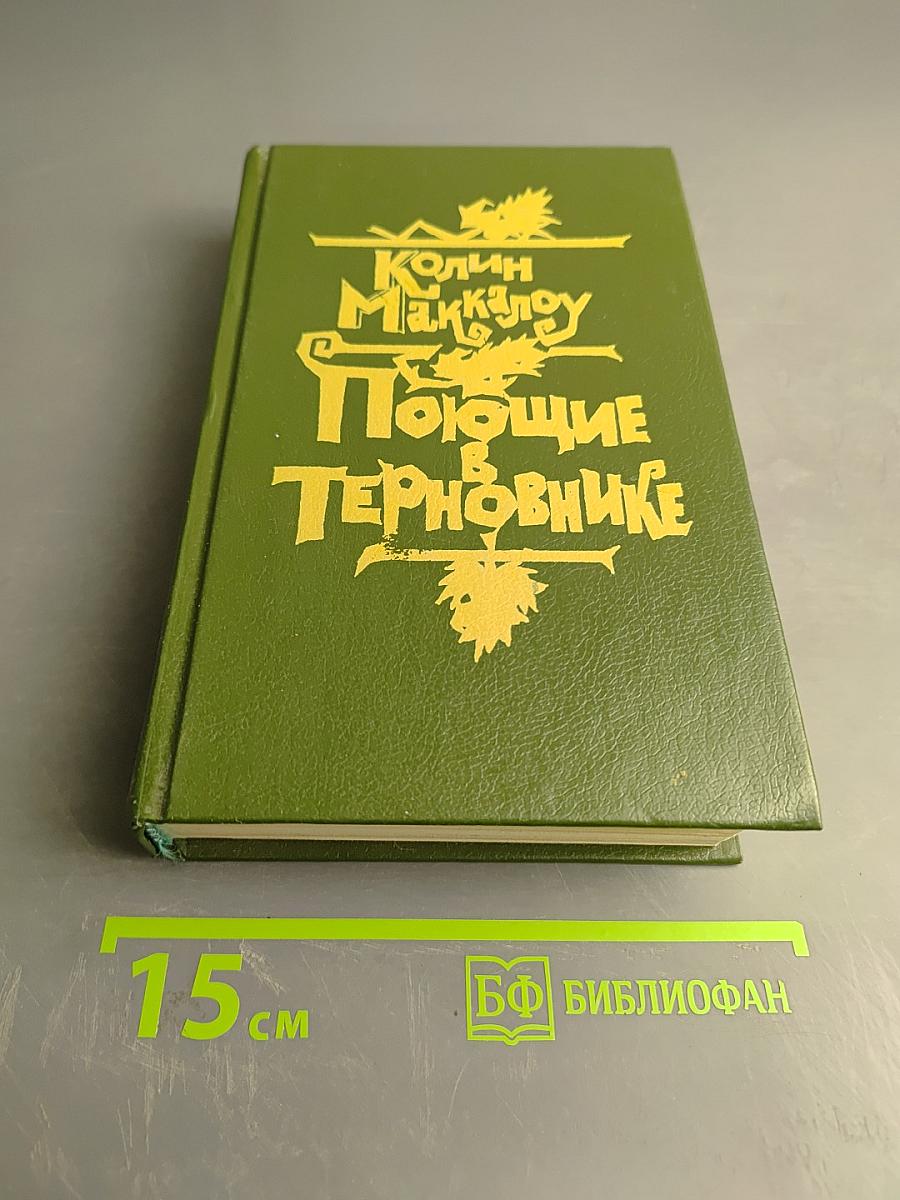 Колин
Маккалоу
Поющие
в
терновнике
15 см
БФ БИБЛИОФАН